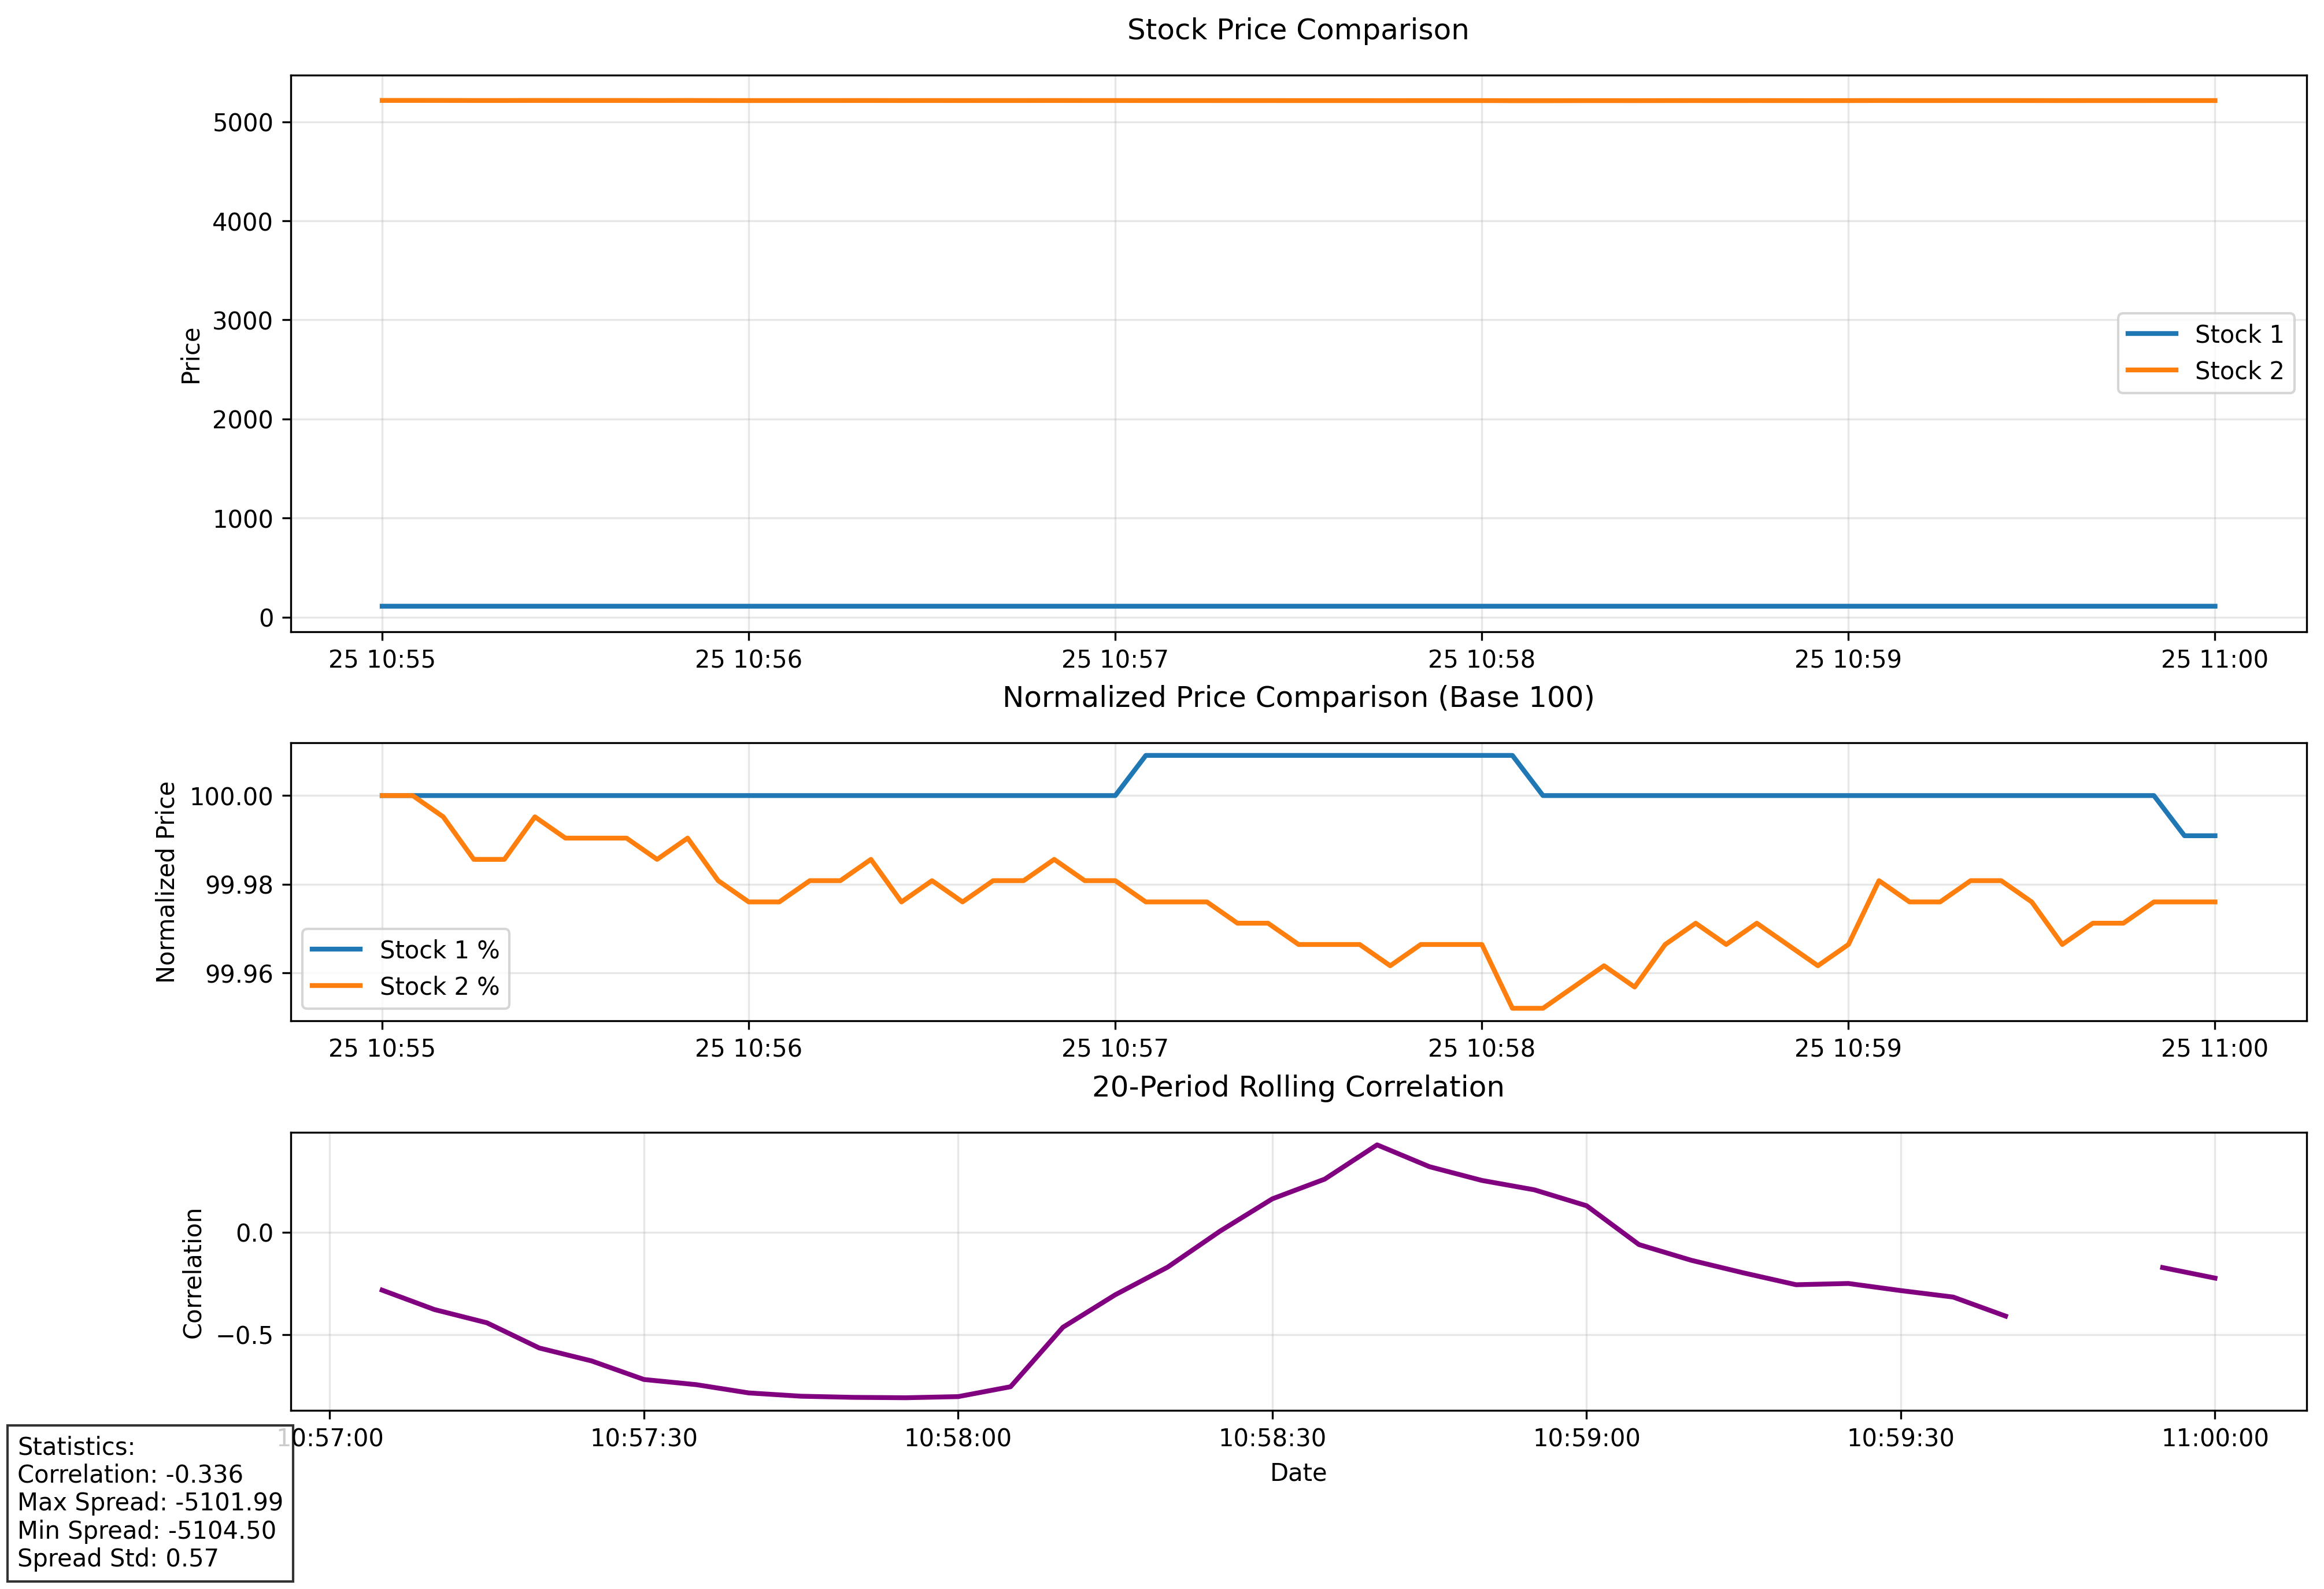 Stock Price Comparison
Price
5000
4000
3000
2000
1000
0
Stock 1
Stock 2
25 10:55
25 10:56
25 10:57
25 10:58
25 10:59
25 11:00
Normalized Price Comparison (Base 100)
Normalized Price
100.00
99.98
99.96
Stock 1 %
Stock 2 %
25 10:55
25 10:56
25 10:57
25 10:58
25 10:59
25 11:00
20-Period Rolling Correlation
Correlation
0.0
−0.5
10:57:00
10:57:30
10:58:00
10:58:30
10:59:00
10:59:30
11:00:00
Date
Statistics:
Correlation: -0.336
Max Spread: -5101.99
Min Spread: -5104.50
Spread Std: 0.57